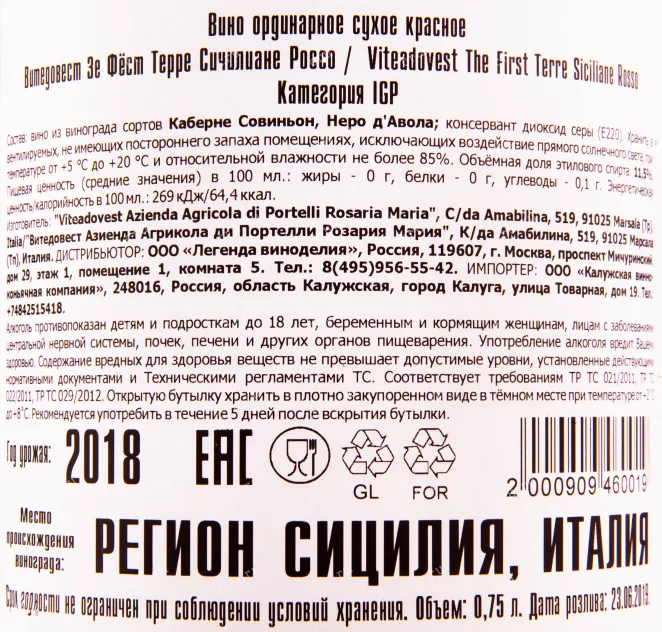 Вино ординарное сухое красное
Витедовест Зе Фёст Терре Сичилиане Россо / Viteadovest The First Terre Siciliane Rosso
Категория IGP
Состав: вино из винограда сортов Каберне Совиньон, Неро д'Авола; консервант диоксид серы (Е220). Хранить в
вентилируемых, не имеющих постороннего запаха помещениях, исключающих воздействие прямого солнечного света, при
температуре от +5 °С до +20 °С и относительной влажности не более 85%. Объёмная доля этилового спирта 11,5%.
Пищевая ценность (средние значения) в 100 мл.: жиры - 0 г, белки - 0 г, углеводы - 0,1 г. Энергетическая
ценность/калорийность в 100 мл.: 269 кДж/64,4 ккал.
Изготовитель: "Viteadovest Azienda Agricola di Portelli Rosaria Maria", C/da Amabilina, 519, 91025 Marsala (Tp),
Italia/"Витедовест Азиенда Агрикола ди Портелли Розария Мария", К/да Амабилина, 519, 91025 Марсала
(Тп), Италия. ДИСТРИБЬЮТОР: ООО «Легенда виноделия», Россия, 119607, г. Москва, проспект Мичуринский,
дом 29, этаж 1, помещение 1, комната 5. Тел.: 8(495)956-55-42. ИМПОРТЕР: ООО «Калужская винно-
коньячная компания», 248016, Россия, область Калужская, город Калуга, улица Товарная, дом 19. Тел.:
+74842515418.
Алкоголь противопоказан детям и подросткам до 18 лет, беременным и кормящим женщинам, лицам с заболеваниями
центральной нервной системы, почек, печени и других органов пищеварения. Употребление алкоголя вредит Вашему
здоровью. Содержание вредных для здоровья веществ не превышает допустимые уровни, установленные действующими
нормативными документами и Техническими регламентами ТС. Соответствует требованиям ТР ТС 021/2011, ТР ТС
022/2011, ТР ТС 029/2012. Открытую бутылку хранить в плотно закупоренном виде в тёмном месте при температуре от +2°С
до +8°С. Рекомендуется употребить в течение 5 дней после вскрытия бутылки.
Год урожая: 2018 EAC
GL FOR
2 000909 460019
Место
происхождения
винограда:
РЕГИОН СИЦИЛИЯ, ИТАЛИЯ
Срок годности не ограничен при соблюдении условий хранения. Объем: 0,75 л. Дата розлива: 23.06.2019